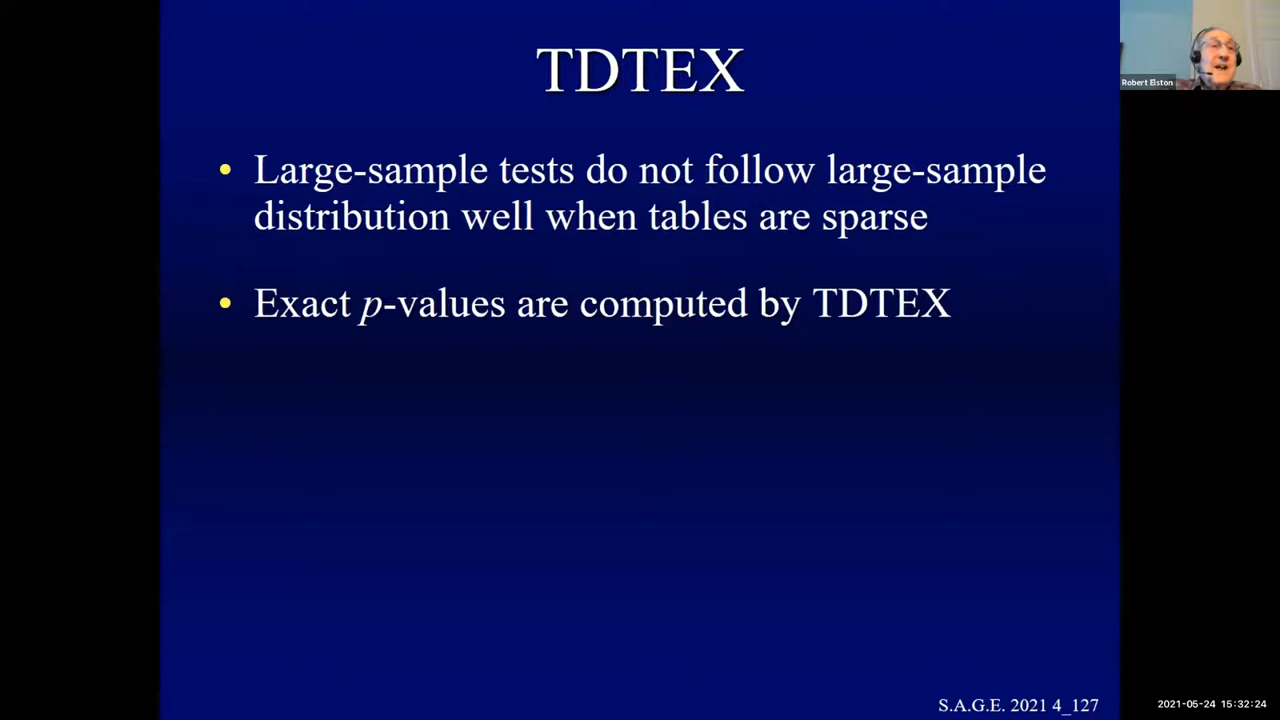 TDTEX
Robert Elston
• Large-sample tests do not follow large-sample
distribution well when tables are sparse
• Exact p-values are computed by TDTEX
S.A.G.E. 2021 4_127
2021-05-24 15:32:24